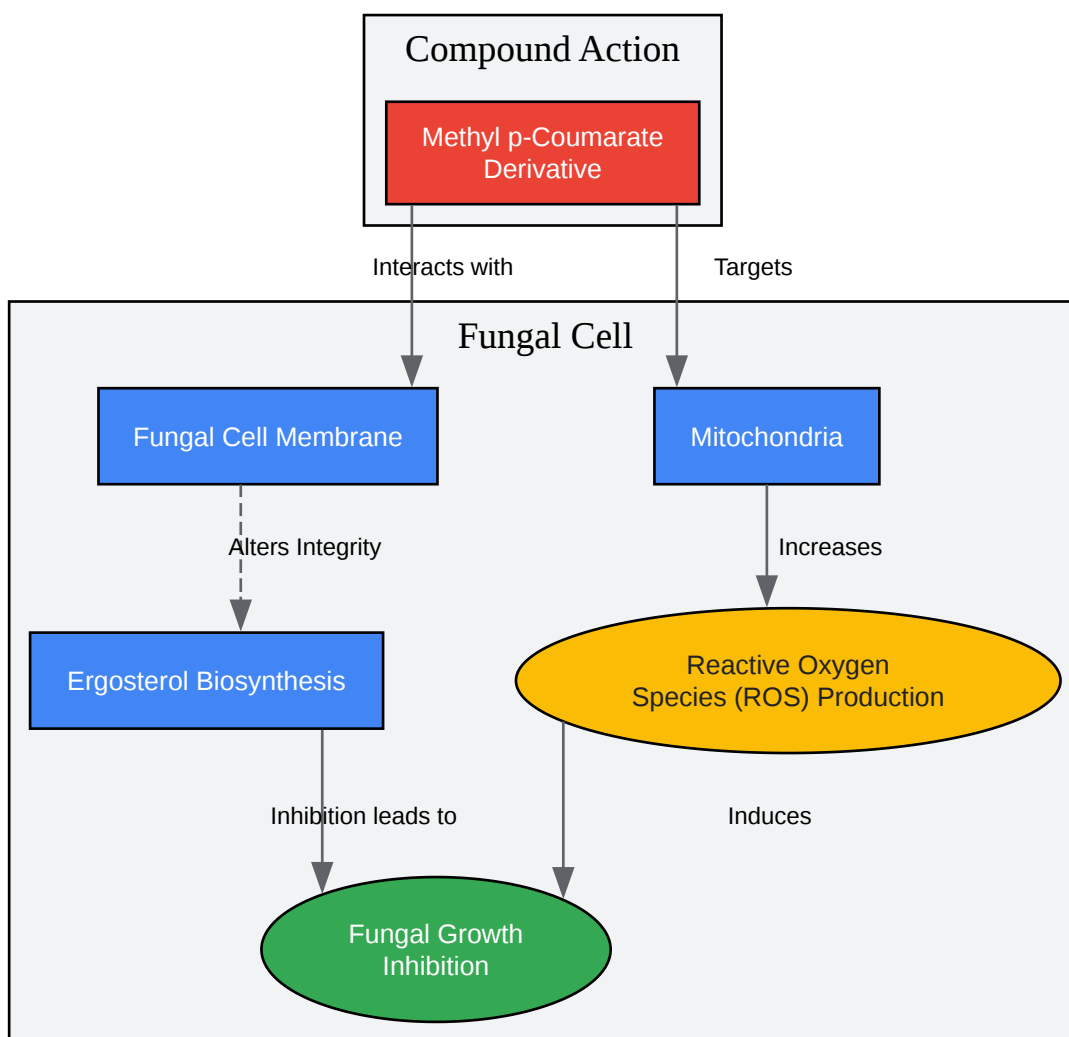 Compound Action
Methyl p-Coumarate
Derivative
Interacts with
Targets
Fungal Cell
Fungal Cell Membrane
Mitochondria
Alters Integrity
Increases
Ergosterol Biosynthesis
Reactive Oxygen
Species (ROS) Production
Inhibition leads to
Induces
Fungal Growth
Inhibition